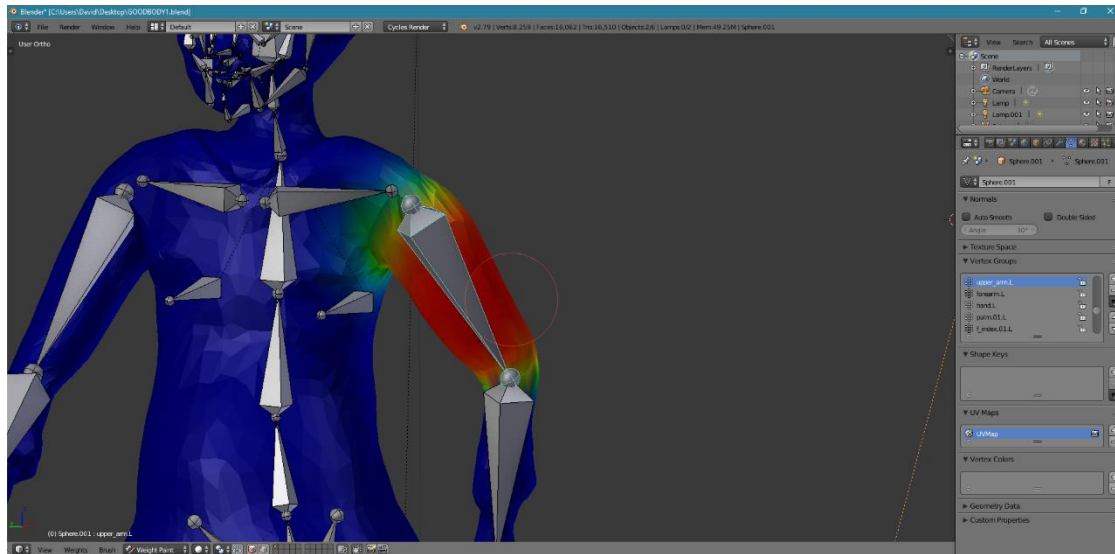 Blender* [C:\Users\David\Desktop\GOODBODY1.blend]
File Render Window Help Default Scene Cycles Render v2.79 | Verts:8,259 | Faces:16,062 | Tris:16,510 | Objects:2/6 | Lamps:0/2 | Mem:49.25M | Sphere.001
User Ortho
View Search All Scenes
Scene
RenderLayers
World
Camera
Lamp
Lamp.001
Sphere.001 Sphere.001
Sphere.001 F
Normals
Auto Smooth Double Sided
Angle: 30°
Texture Space
Vertex Groups
upper_arm.L
forearm.L
hand.L
palm.01.L
f_index.01.L
Shape Keys
UV Maps
UVMap
Vertex Colors
Geometry Data
Custom Properties
(0) Sphere.001 : upper_arm.L
View Weights Brush Weight Paint